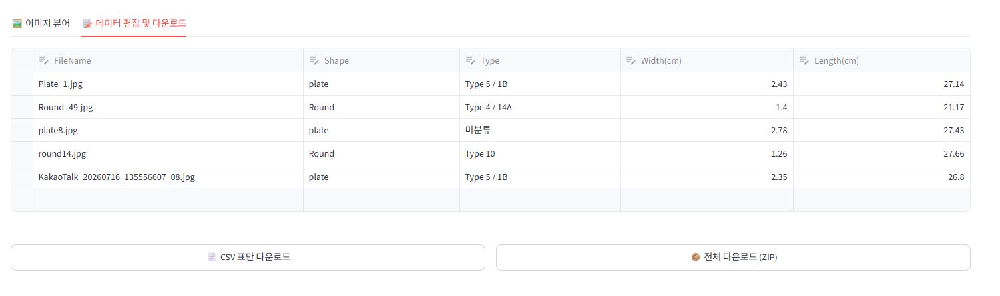 이미지 뷰어 데이터 편집 및 다운로드
FileName Shape Type Width(cm) Length(cm)
Plate_1.jpg plate Type 5 / 1B 2.43 27.14
Round_49.jpg Round Type 4 / 14A 1.4 21.17
plate8.jpg plate 미분류 2.78 27.43
round14.jpg Round Type 10 1.26 27.66
KakaoTalk_20260716_135556607_08.jpg plate Type 5 / 1B 2.35 26.8
CSV 표만 다운로드 전체 다운로드 (ZIP)